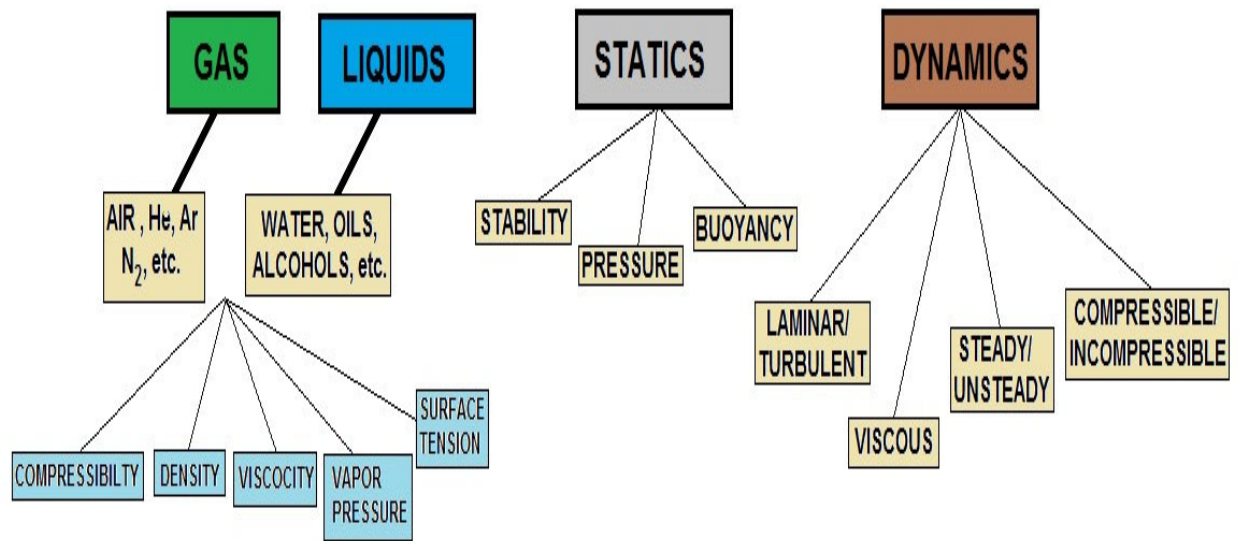 GAS
LIQUIDS
STATICS
DYNAMICS
AIR , He, Ar
N2, etc.
WATER, OILS,
ALCOHOLS, etc.
STABILITY
PRESSURE
BUOYANCY
LAMINAR/
TURBULENT
VISCOUS
STEADY/
UNSTEADY
COMPRESSIBLE/
INCOMPRESSIBLE
COMPRESSIBILTY
DENSITY
VISCOCITY
VAPOR
PRESSURE
SURFACE
TENSION